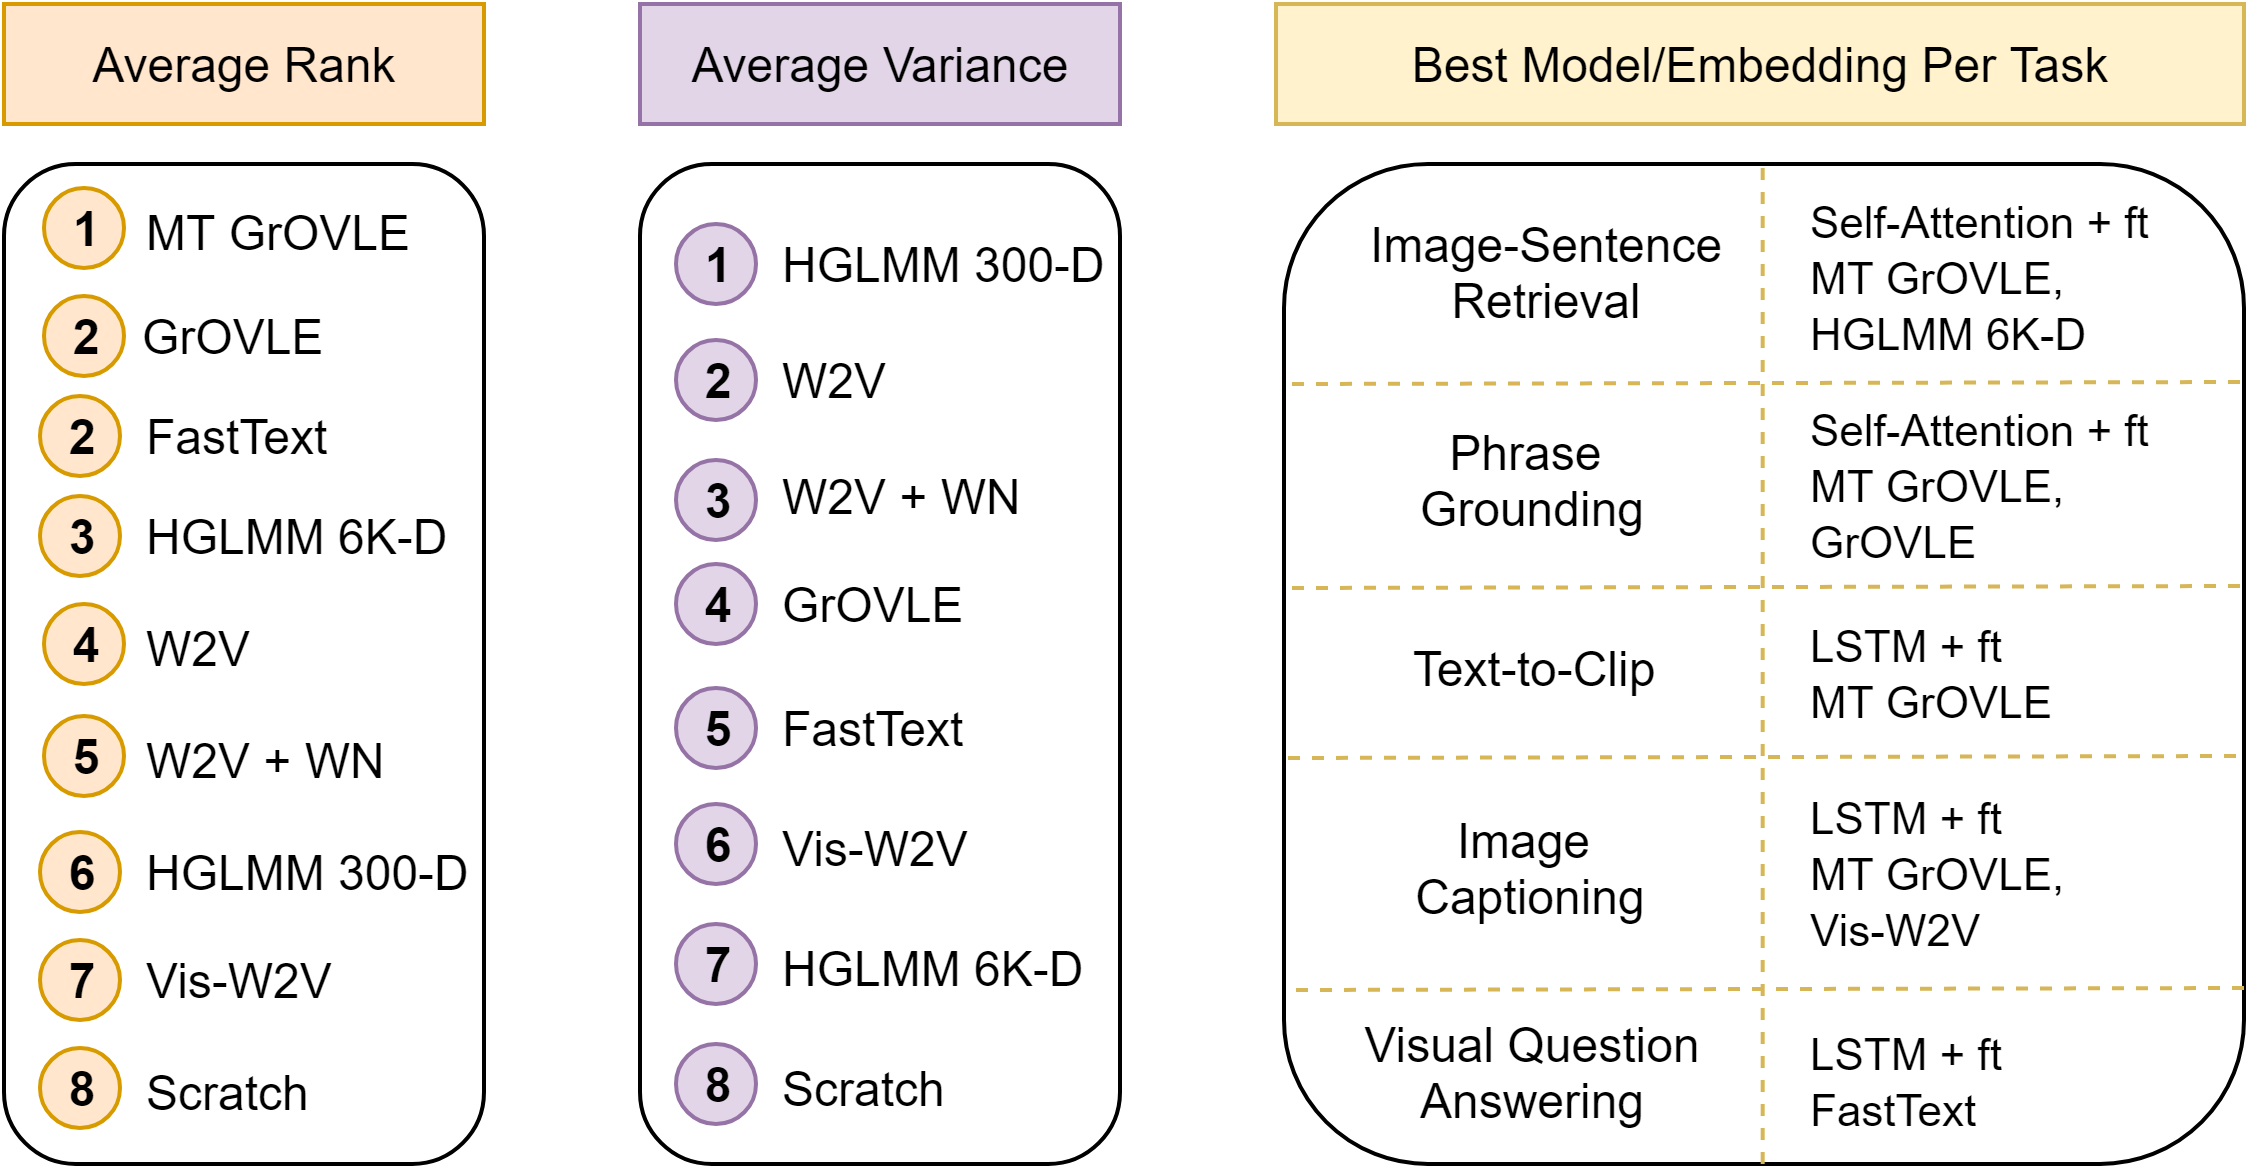 Average Rank
1 MT GrOVLE
2 GrOVLE
2 FastText
3 HGLMM 6K-D
4 W2V
5 W2V + WN
6 HGLMM 300-D
7 Vis-W2V
8 Scratch
Average Variance
1 HGLMM 300-D
2 W2V
3 W2V + WN
4 GrOVLE
5 FastText
6 Vis-W2V
7 HGLMM 6K-D
8 Scratch
Best Model/Embedding Per Task
Image-Sentence
Retrieval
Self-Attention + ft
MT GrOVLE,
HGLMM 6K-D
Phrase
Grounding
Self-Attention + ft
MT GrOVLE,
GrOVLE
Text-to-Clip
LSTM + ft
MT GrOVLE
Image
Captioning
LSTM + ft
MT GrOVLE,
Vis-W2V
Visual Question
Answering
LSTM + ft
FastText